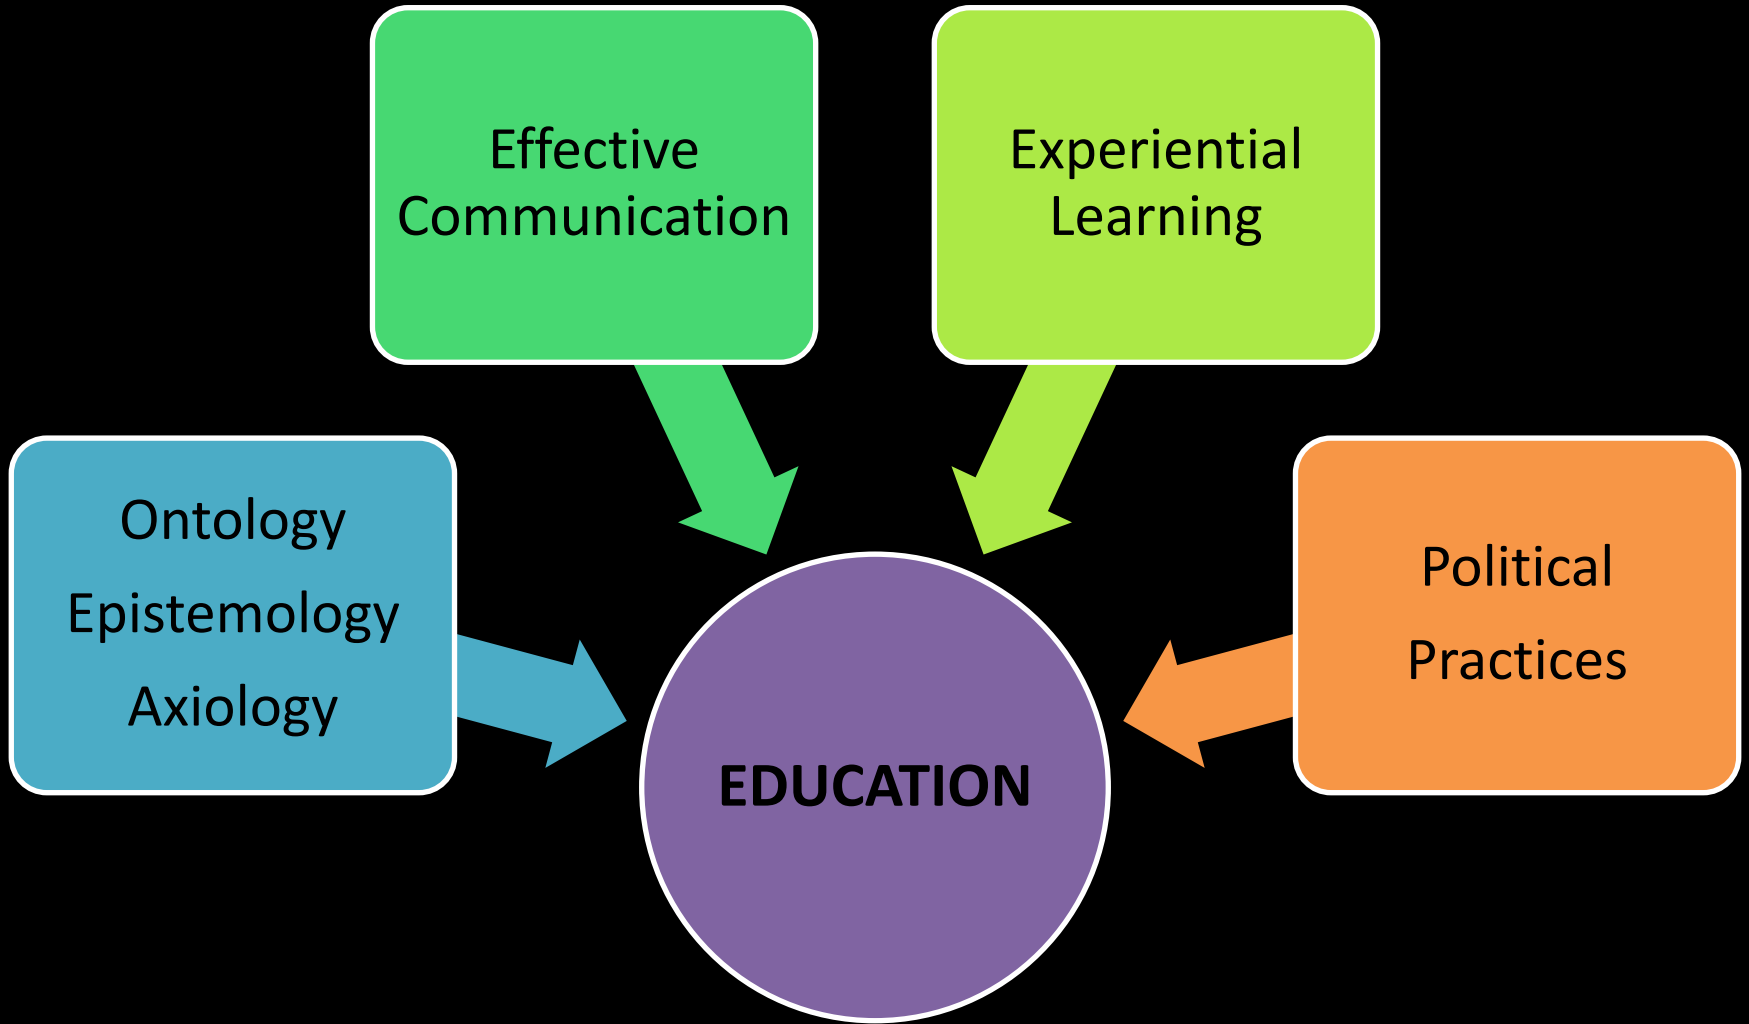 Effective
Communication
Experiential
Learning
Ontology
Epistemology
Axiology
Political
Practices
EDUCATION